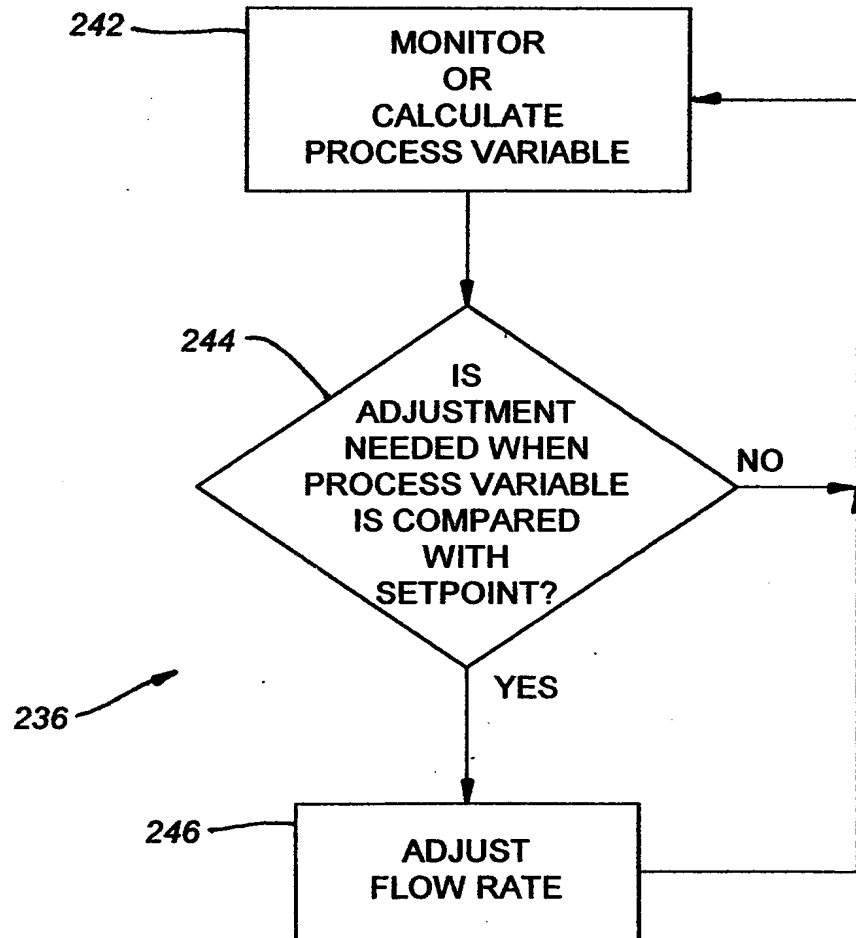 242
MONITOR
OR
CALCULATE
PROCESS VARIABLE
244
IS
ADJUSTMENT
NEEDED WHEN
PROCESS VARIABLE
IS COMPARED
WITH
SETPOINT?
NO
YES
236
246
ADJUST
FLOW RATE